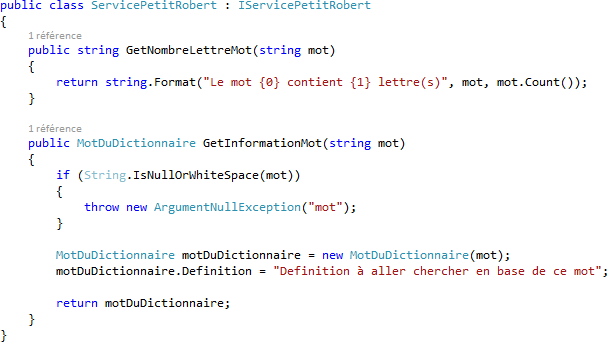 public class ServicePetitRobert : IServicePetitRobert
{
1 référence
public string GetNombreLettreMot(string mot)
{
return string.Format("Le mot {0} contient {1} lettre(s)", mot, mot.Count());
}
1 référence
public MotDuDictionnaire GetInformationMot(string mot)
{
if (String.IsNullOrWhiteSpace(mot))
{
throw new ArgumentNullException("mot");
}
MotDuDictionnaire motDuDictionnaire = new MotDuDictionnaire(mot);
motDuDictionnaire.Definition = "Definition à aller chercher en base de ce mot";
return motDuDictionnaire;
}
}